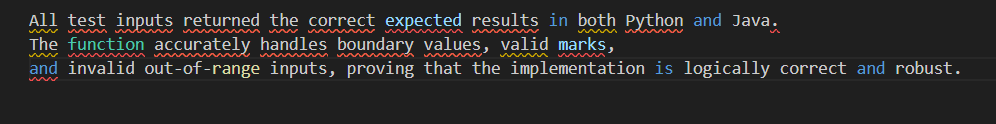 All test inputs returned the correct expected results in both Python and Java.
The function accurately handles boundary values, valid marks,
and invalid out-of-range inputs, proving that the implementation is logically correct and robust.